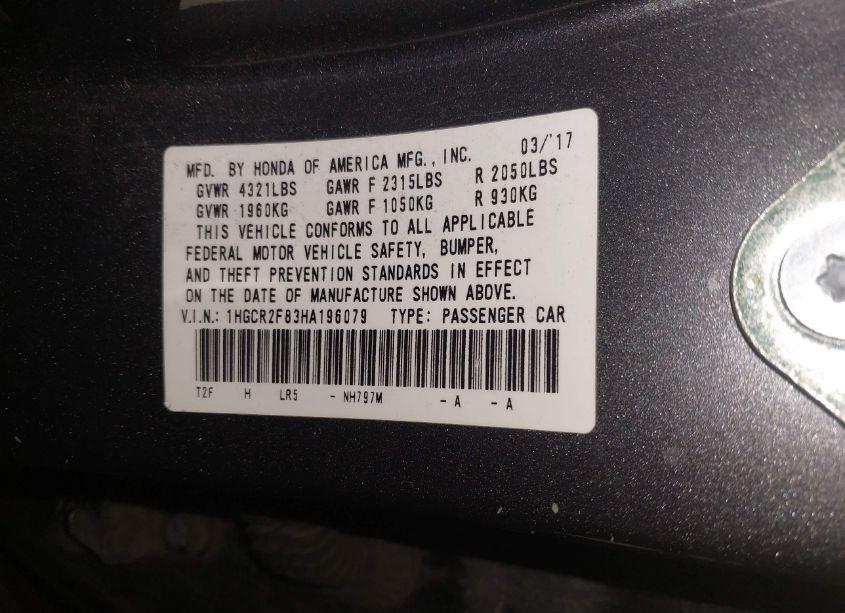 MFD. BY HONDA OF AMERICA MFG., INC. 03/'17
GVWR 4321LBS GAWR F 2315LBS R 2050LBS
GVWR 1960KG GAWR F 1050KG R 930KG
THIS VEHICLE CONFORMS TO ALL APPLICABLE
FEDERAL MOTOR VEHICLE SAFETY, BUMPER,
AND THEFT PREVENTION STANDARDS IN EFFECT
ON THE DATE OF MANUFACTURE SHOWN ABOVE.
V.I.N.: 1HGCR2F83HA196079 TYPE: PASSENGER CAR
T2F H LR5 - NH797M - A - A